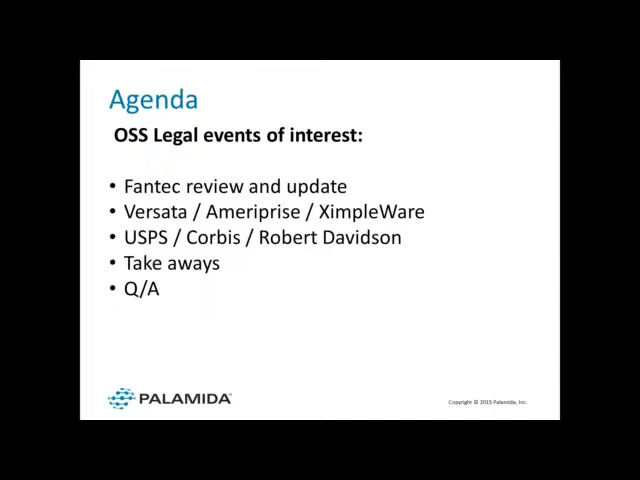 Agenda
OSS Legal events of interest:
• Fantec review and update
• Versata / Ameriprise / XimpleWare
• USPS / Corbis / Robert Davidson
• Take aways
• Q/A
PALAMIDA™
Copyright © 2015 Palamida, Inc.